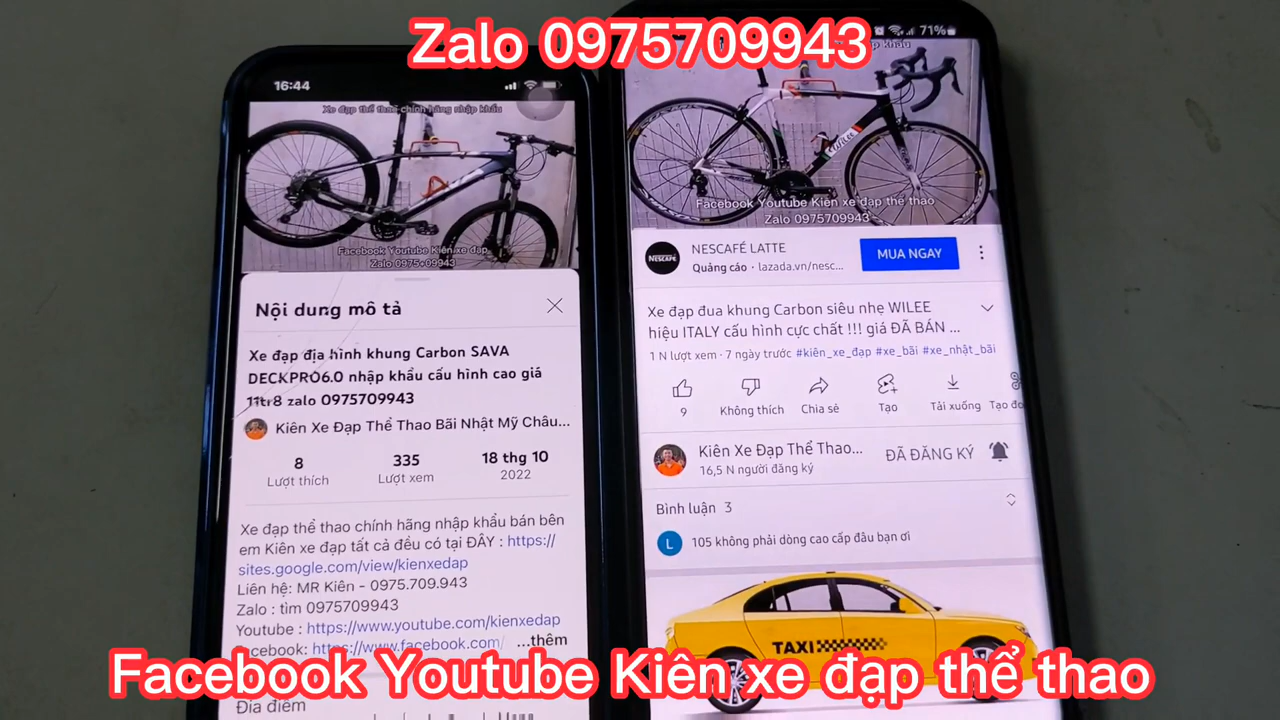 Zalo 0975709943
16:44
Xe đạp thể thao chính hãng nhập khẩu
Facebook Youtube Kiên xe đạp
Zalo 0975709943
Nội dung mô tả
Xe đạp địa hình khung Carbon SAVA
DECKPRO6.0 nhập khẩu cấu hình cao giá
11tr8 zalo 0975709943
Kiên Xe Đạp Thể Thao Bãi Nhật Mỹ Châu...
8
Lượt thích
335
Lượt xem
18 thg 10
2022
Xe đạp thể thao chính hãng nhập khẩu bán bên
em Kiên xe đạp tất cả đều có tại ĐÂY : https://
sites.google.com/view/kienxedap
Liên hệ: MR Kiên - 0975.709.943
Zalo : tìm 0975709943
Youtube : https://www.youtube.com/kienxedap
Facebook: https://www.facebook.com/ ...thêm
Địa điểm
71%
khẩu
WILEE
Facebook Youtube Kiên xe đạp thể thao
Zalo 0975709943
NESCAFÉ
NESCAFÉ LATTE
Quảng cáo · lazada.vn/nesc...
MUA NGAY
Xe đạp đua khung Carbon siêu nhẹ WILEE
hiệu ITALY cấu hình cực chất !!! giá ĐÃ BÁN ...
1 N lượt xem · 7 ngày trước #kiên_xe_đạp #xe_bãi #xe_nhật_bãi
9
Không thích
Chia sẻ
Tạo
Tải xuống
Tạo đo
Kiên Xe Đạp Thể Thao...
16,5 N người đăng ký
ĐÃ ĐĂNG KÝ
Bình luận 3
L
105 không phải dòng cao cấp đâu bạn ơi
TAXI
Facebook Youtube Kiên xe đạp thể thao